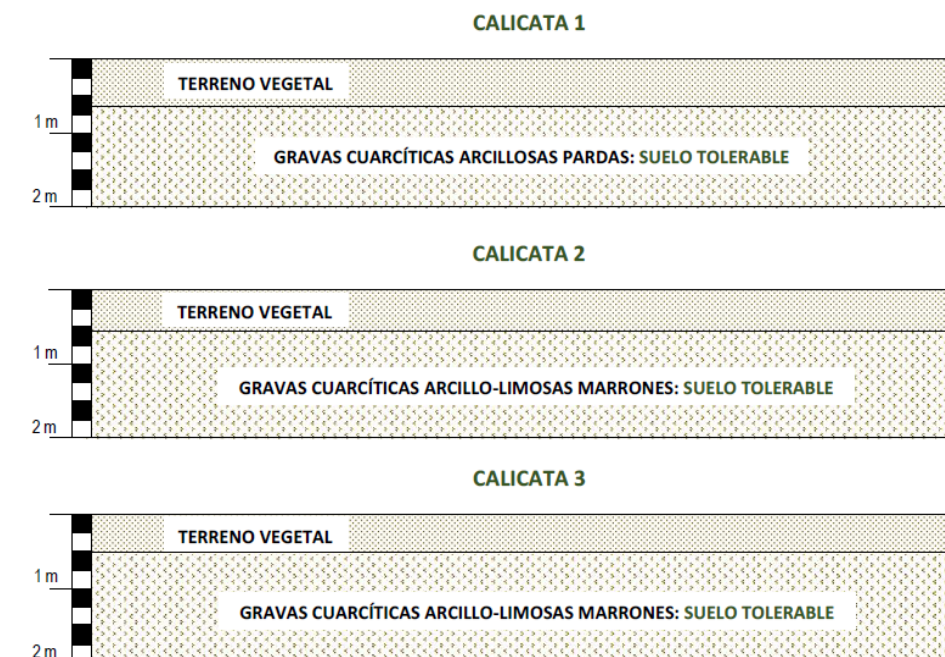 CALICATA 1
TERRENO VEGETAL
1 m
GRAVAS CUARCÍTICAS ARCILLOSAS PARDAS: SUELO TOLERABLE
2 m
CALICATA 2
TERRENO VEGETAL
1 m
GRAVAS CUARCÍTICAS ARCILLO-LIMOSAS MARRONES: SUELO TOLERABLE
2 m
CALICATA 3
TERRENO VEGETAL
1 m
GRAVAS CUARCÍTICAS ARCILLO-LIMOSAS MARRONES: SUELO TOLERABLE
2 m